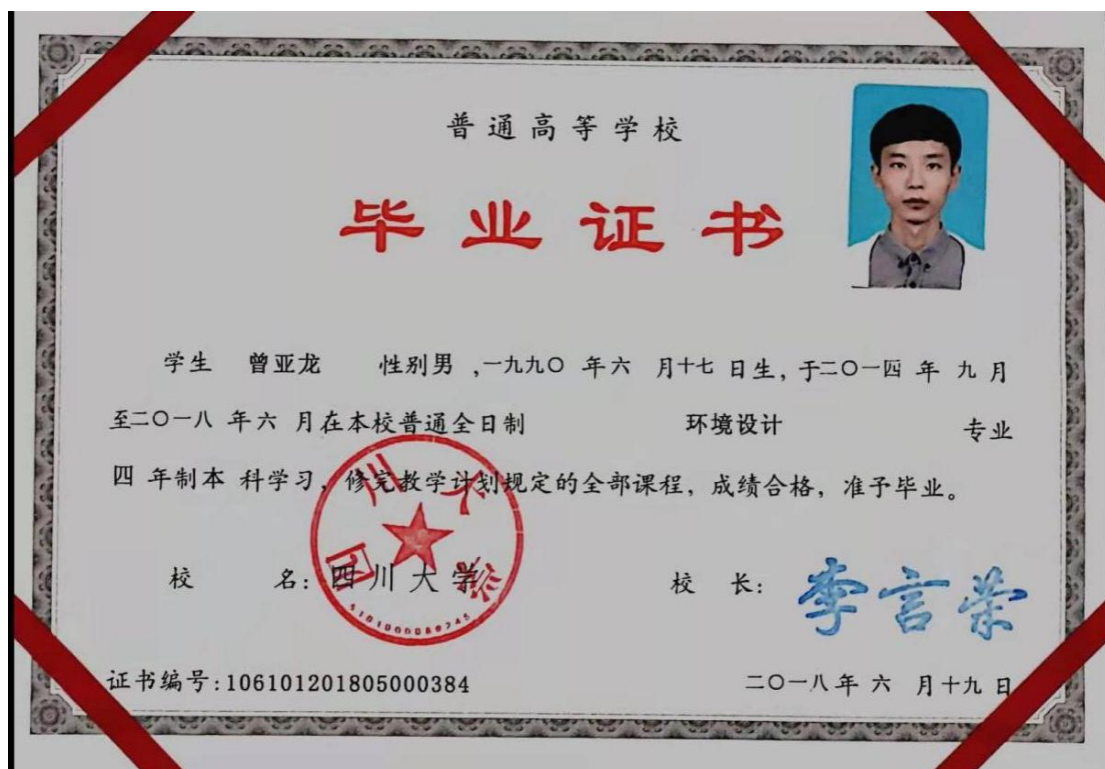 普通高等学校
毕业证书
学生 曾亚龙 性别男 ,一九九〇 年六 月十七 日生, 于二〇一四 年 九 月
至二〇一八 年六 月在本校普通全日制 环境设计 专业
四 年制本 科学习, 修完教学计划规定的全部课程, 成绩合格, 准予毕业。
四川大学
5101000089745
校 名: 四川大学 校 长: 李言荣
证书编号:106101201805000384 二〇一八年 六 月十九 日